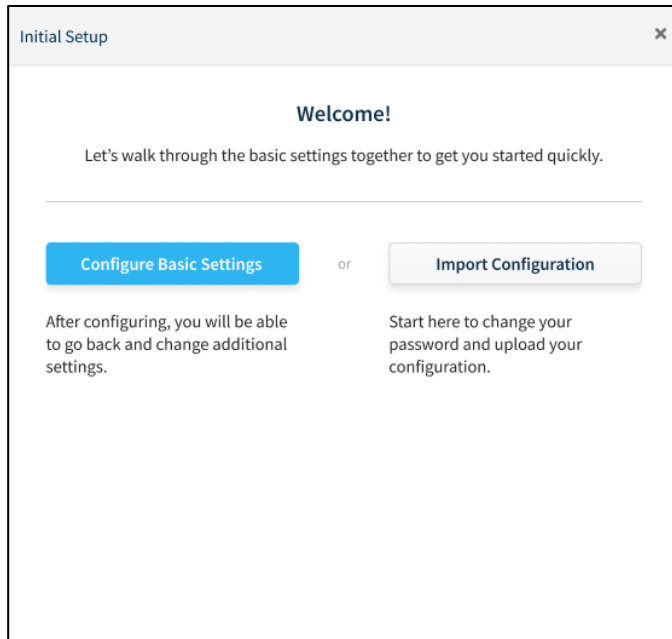 Initial Setup
Welcome!
Let’s walk through the basic settings together to get you started quickly.
Configure Basic Settings
or
Import Configuration
After configuring, you will be able
to go back and change additional
settings.
Start here to change your
password and upload your
configuration.